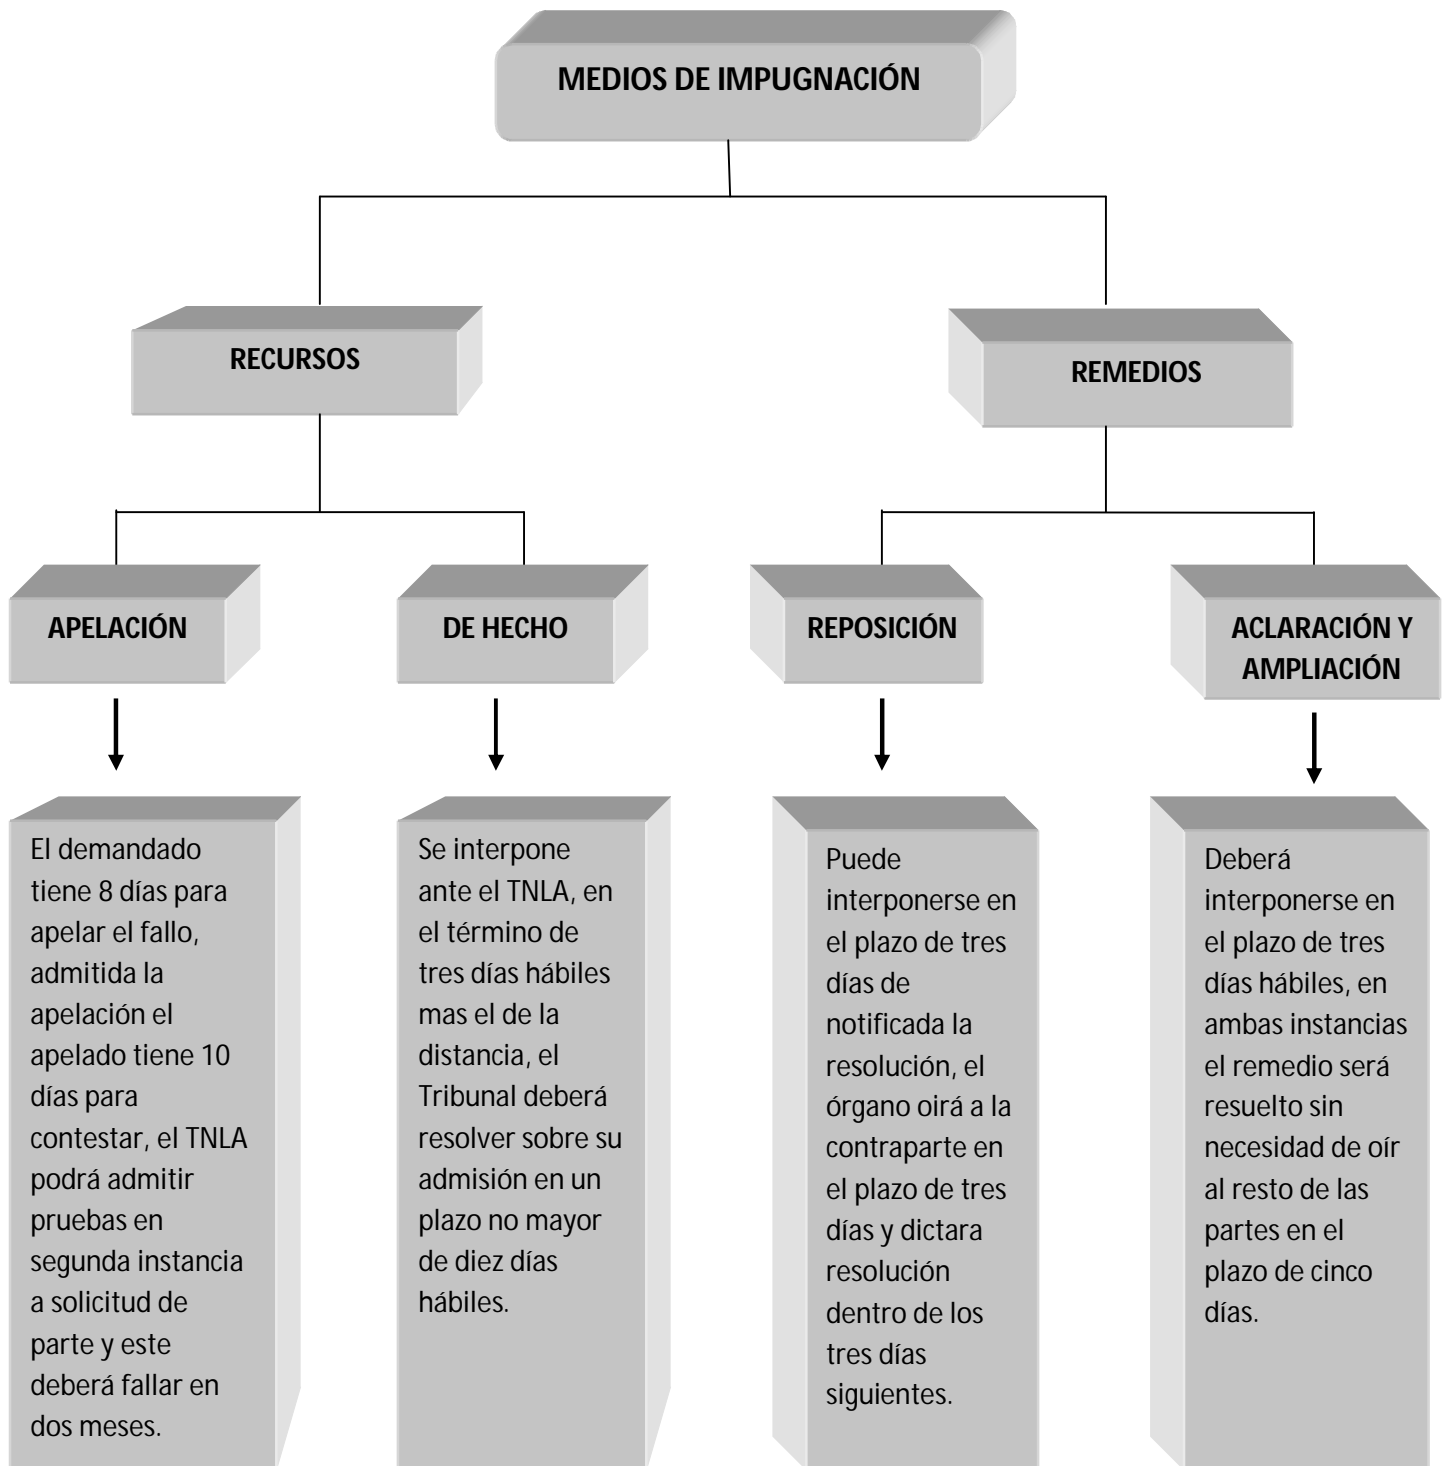 MEDIOS DE IMPUGNACIÓN
RECURSOS
REMEDIOS
APELACIÓN
DE HECHO
REPOSICIÓN
ACLARACIÓN Y
AMPLIACIÓN
El demandado
tiene 8 días para
apelar el fallo,
admitida la
apelación el
apelado tiene 10
días para
contestar, el TNLA
podrá admitir
pruebas en
segunda instancia
a solicitud de
parte y este
deberá fallar en
dos meses.
Se interpone
ante el TNLA, en
el término de
tres días hábiles
mas el de la
distancia, el
Tribunal deberá
resolver sobre su
admisión en un
plazo no mayor
de diez días
hábiles.
Puede
interponerse en
el plazo de tres
días de
notificada la
resolución, el
órgano oirá a la
contraparte en
el plazo de tres
días y dictara
resolución
dentro de los
tres días
siguientes.
Deberá
interponerse en
el plazo de tres
días hábiles, en
ambas instancias
el remedio será
resuelto sin
necesidad de oír
al resto de las
partes en el
plazo de cinco
días.